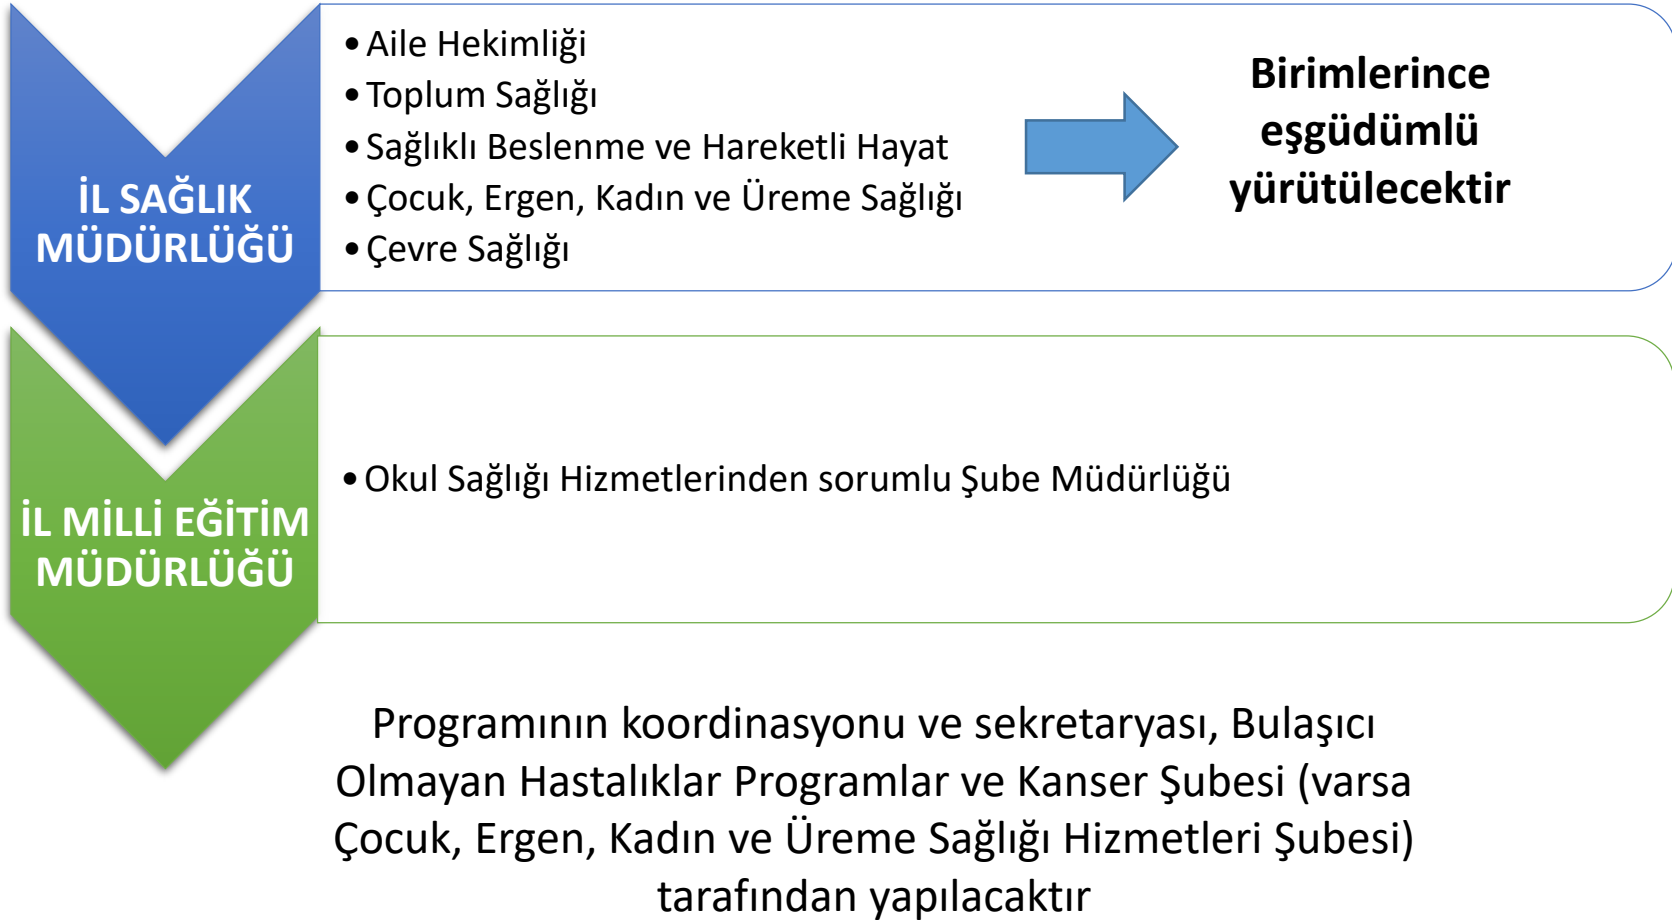 İL SAĞLIK
MÜDÜRLÜĞÜ
•Aile Hekimliği
•Toplum Sağlığı
•Sağlıklı Beslenme ve Hareketli Hayat
•Çocuk, Ergen, Kadın ve Üreme Sağlığı
•Çevre Sağlığı
Birimlerince
eşgüdümlü
yürütülecektir
İL MİLLİ EĞİTİM
MÜDÜRLÜĞÜ
•Okul Sağlığı Hizmetlerinden sorumlu Şube Müdürlüğü
Programının koordinasyonu ve sekretaryası, Bulaşıcı
Olmayan Hastalıklar Programlar ve Kanser Şubesi (varsa
Çocuk, Ergen, Kadın ve Üreme Sağlığı Hizmetleri Şubesi)
tarafından yapılacaktır